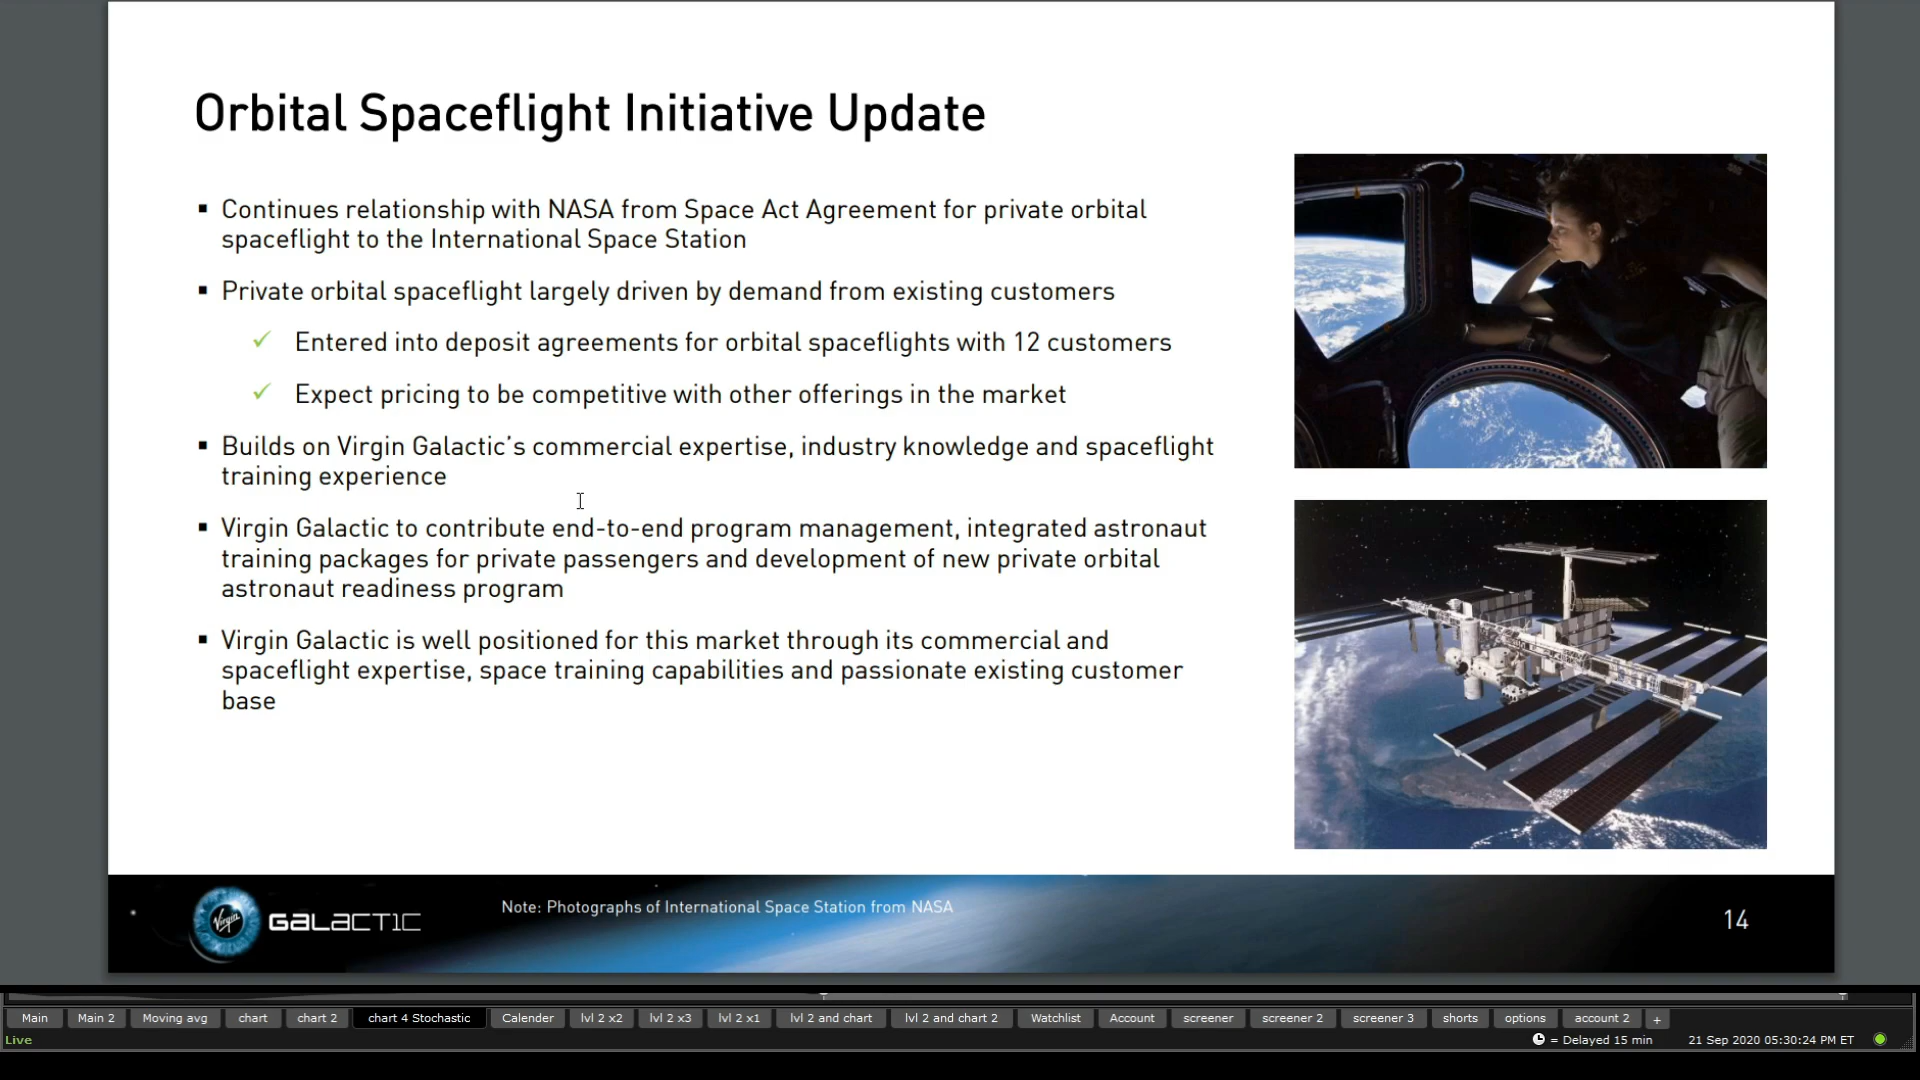 Orbital Spaceflight Initiative Update
▪ Continues relationship with NASA from Space Act Agreement for private orbital
spaceflight to the International Space Station
▪ Private orbital spaceflight largely driven by demand from existing customers
✓ Entered into deposit agreements for orbital spaceflights with 12 customers
✓ Expect pricing to be competitive with other offerings in the market
▪ Builds on Virgin Galactic’s commercial expertise, industry knowledge and spaceflight
training experience
▪ Virgin Galactic to contribute end-to-end program management, integrated astronaut
training packages for private passengers and development of new private orbital
astronaut readiness program
▪ Virgin Galactic is well positioned for this market through its commercial and
spaceflight expertise, space training capabilities and passionate existing customer
base
Virgin GALACTIC
Note: Photographs of International Space Station from NASA
14
Main Main 2 Moving avg chart chart 2 chart 4 Stochastic Calender lvl 2 x2 lvl 2 x3 lvl 2 x1 lvl 2 and chart lvl 2 and chart 2 Watchlist Account screener screener 2 screener 3 shorts options account 2 +
Live = Delayed 15 min 21 Sep 2020 05:30:24 PM ET